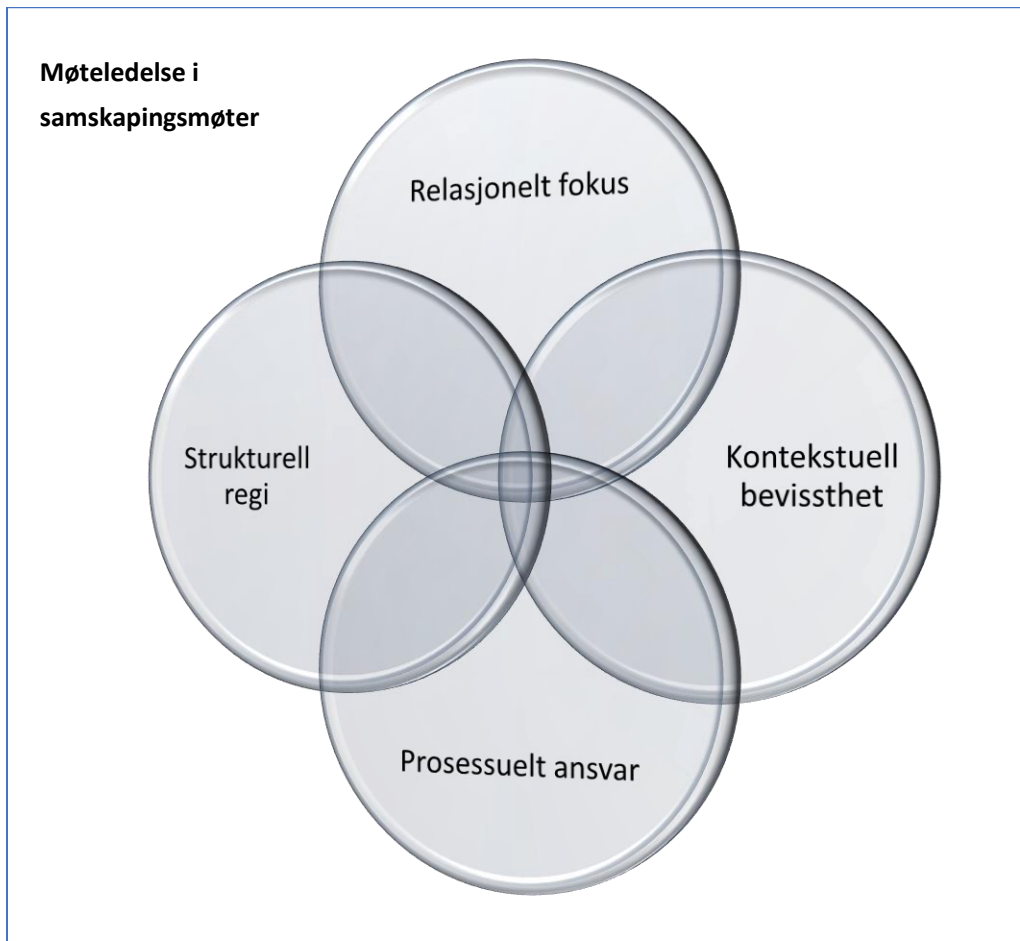 Møteledelse i
samskapingsmøter
Relasjonelt fokus
Strukturell
regi
Kontekstuell
bevissthet
Prosessuelt ansvar